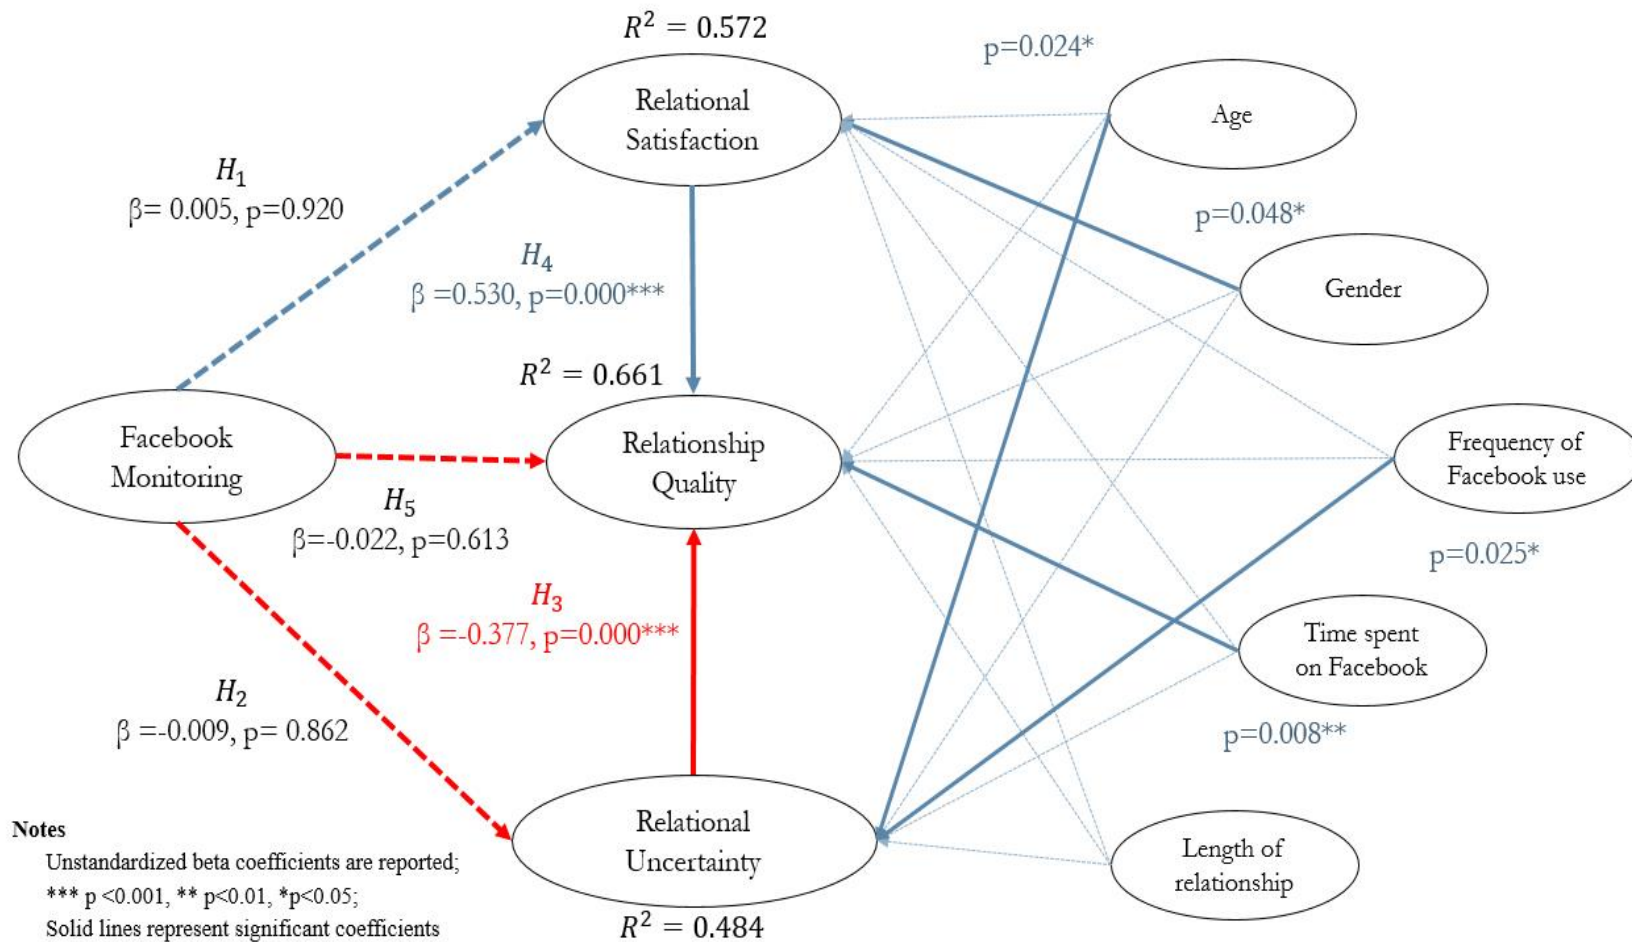 R² = 0.572
p=0.024*
Relational
Satisfaction
Age
H₁
β= 0.005, p=0.920
p=0.048*
H₄
β =0.530, p=0.000***
Gender
R² = 0.661
Facebook
Monitoring
Relationship
Quality
Frequency of
Facebook use
H₅
β=-0.022, p=0.613
p=0.025*
H₃
β =-0.377, p=0.000***
Time spent
on Facebook
H₂
β =-0.009, p= 0.862
p=0.008**
Relational
Uncertainty
Length of
relationship
R² = 0.484
Notes
Unstandardized beta coefficients are reported;
*** p <0.001, ** p<0.01, *p<0.05;
Solid lines represent significant coefficients